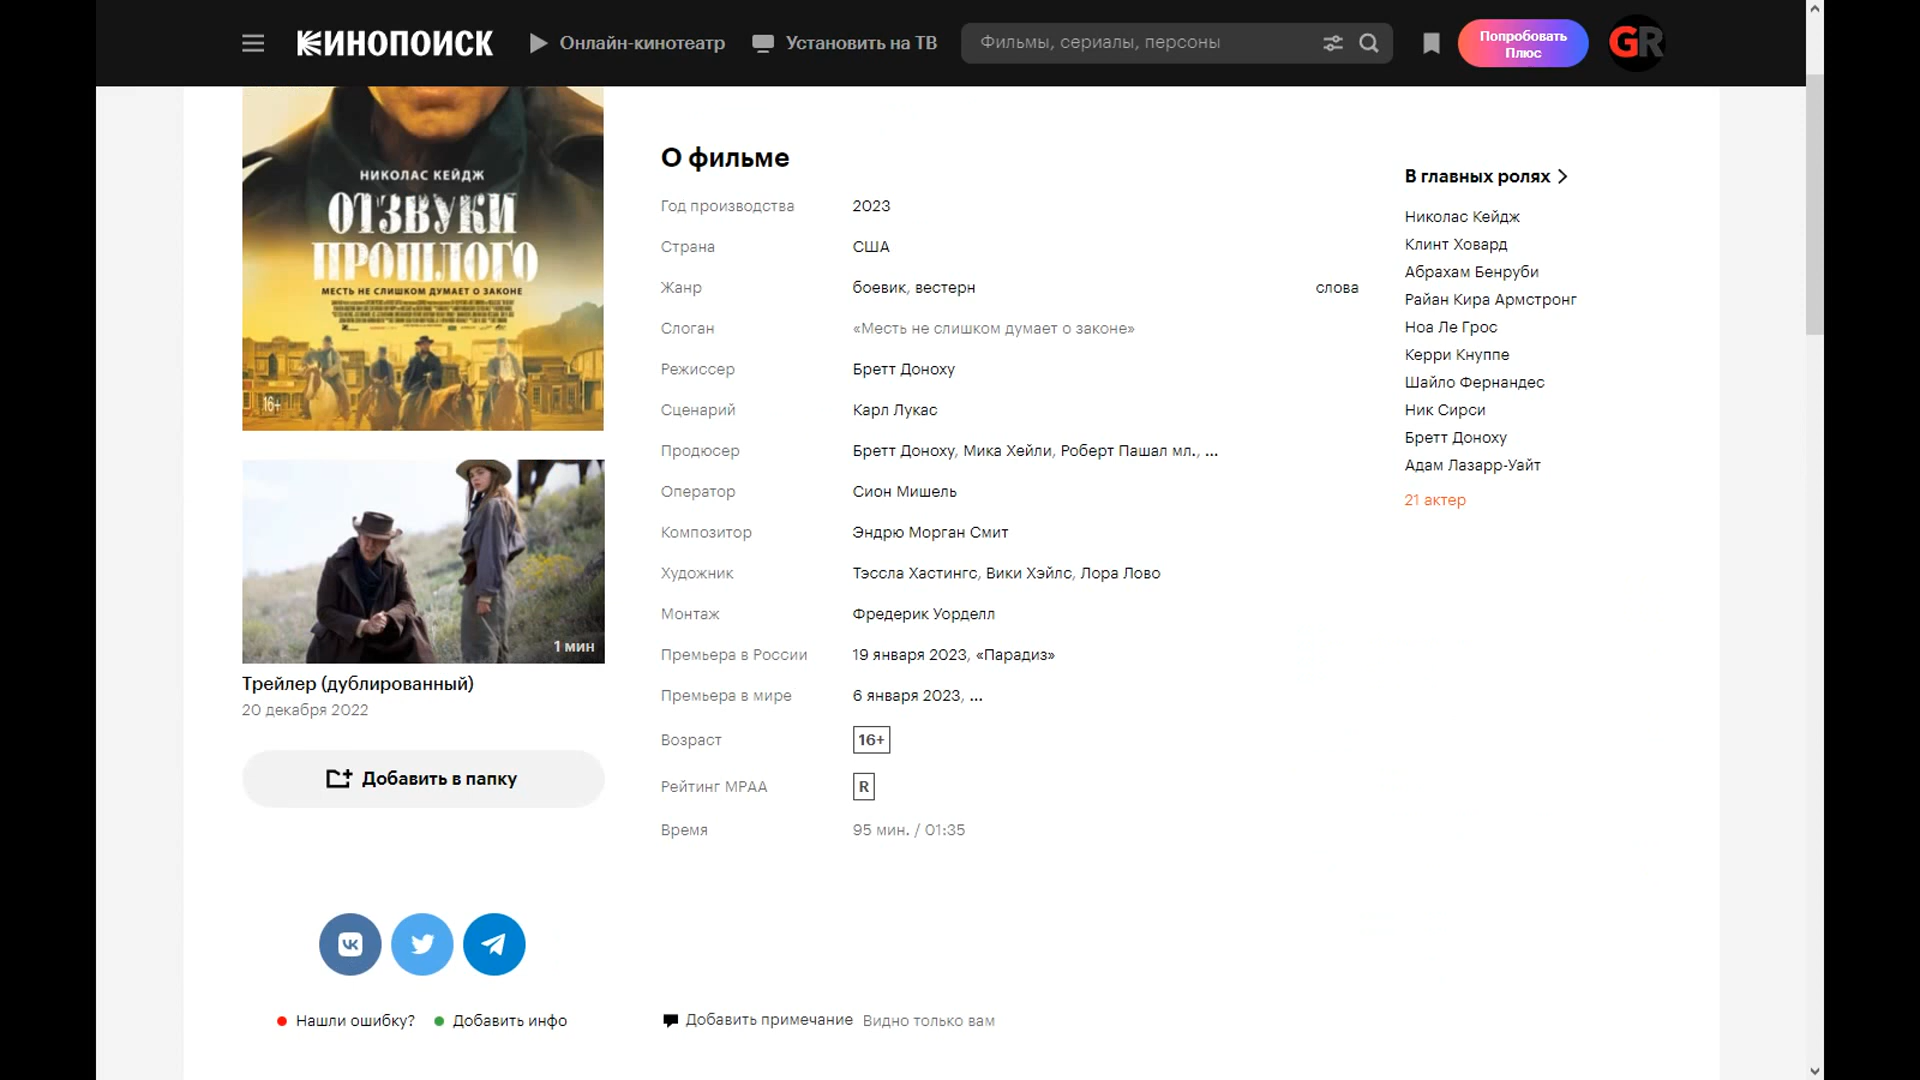 КИНОПОИСК
Онлайн-кинотеатр
Установить на ТВ
Фильмы, сериалы, персоны
Попробовать
Плюс
GR
НИКОЛАС КЕЙДЖ
ОТЗВУКИ
ПРОШЛОГО
МЕСТЬ НЕ СЛИШКОМ ДУМАЕТ О ЗАКОНЕ
16+
1 мин
Трейлер (дублированный)
20 декабря 2022
Добавить в папку
Нашли ошибку?
Добавить инфо
О фильме
Год производства 2023
Страна США
Жанр боевик, вестерн слова
Слоган «Месть не слишком думает о законе»
Режиссер Бретт Доноху
Сценарий Карл Лукас
Продюсер Бретт Доноху, Мика Хейли, Роберт Пашал мл., ...
Оператор Сион Мишель
Композитор Эндрю Морган Смит
Художник Тэссла Хастингс, Вики Хэйлс, Лора Лово
Монтаж Фредерик Уорделл
Премьера в России 19 января 2023, «Парадиз»
Премьера в мире 6 января 2023, ...
Возраст 16+
Рейтинг MPAA R
Время 95 мин. / 01:35
Добавить примечание Видно только вам
В главных ролях
Николас Кейдж
Клинт Ховард
Абрахам Бенруби
Райан Кира Армстронг
Ноа Ле Грос
Керри Кнуппе
Шайло Фернандес
Ник Сирси
Бретт Доноху
Адам Лазарр-Уайт
21 актер